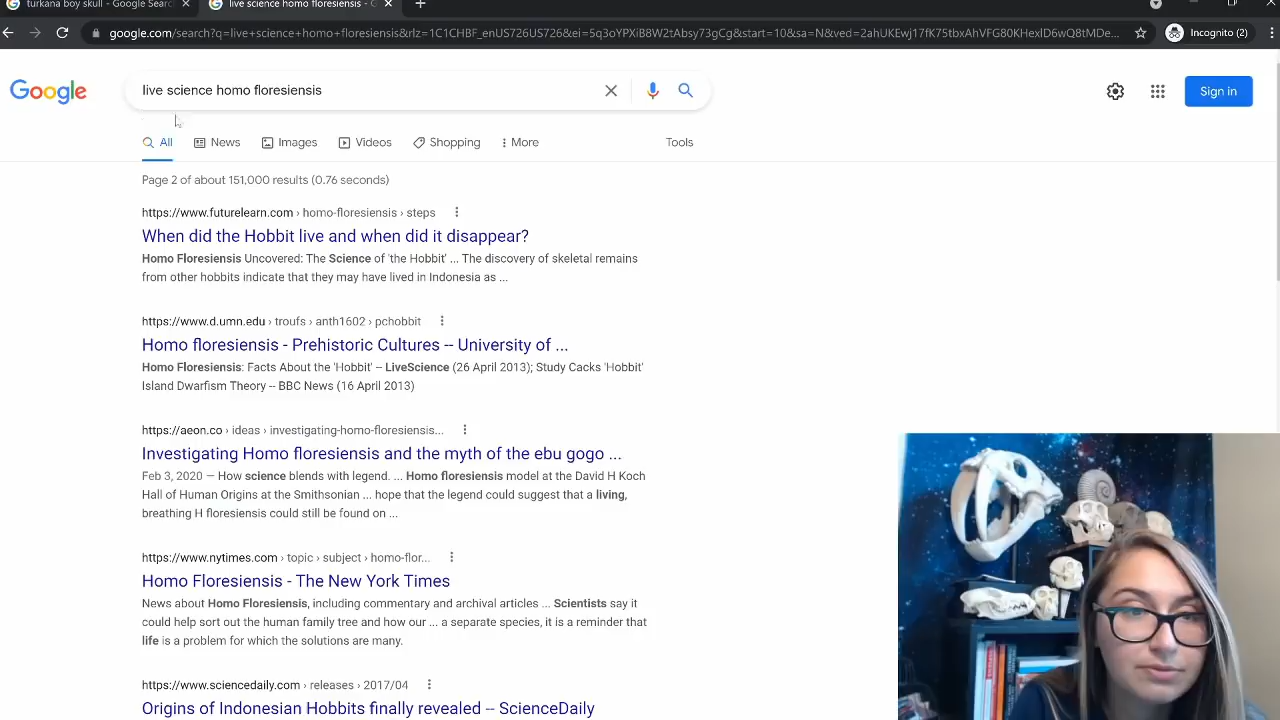 turkana boy skull - Google Search
live science homo floresiensis - G
google.com/search?q=live+science+homo+floresiensis&rlz=1C1CHBF_enUS726US726&ei=5q3oYPXiB8W2tAbsy73gCg&start=10&sa=N&ved=2ahUKEwj17fK75tbxAhVFG80KHexID6wQ8tMDe...
Incognito (2)
Google
live science homo floresiensis
Sign in
All
News
Images
Videos
Shopping
More
Tools
Page 2 of about 151,000 results (0.76 seconds)
https://www.futurelearn.com › homo-floresiensis › steps
When did the Hobbit live and when did it disappear?
Homo Floresiensis Uncovered: The Science of 'the Hobbit' ... The discovery of skeletal remains
from other hobbits indicate that they may have lived in Indonesia as ...
https://www.d.umn.edu › troufs › anth1602 › pchobbit
Homo floresiensis - Prehistoric Cultures -- University of ...
Homo Floresiensis: Facts About the 'Hobbit' -- LiveScience (26 April 2013); Study Cacks 'Hobbit'
Island Dwarfism Theory -- BBC News (16 April 2013)
https://aeon.co › ideas › investigating-homo-floresiensis...
Investigating Homo floresiensis and the myth of the ebu gogo ...
Feb 3, 2020 — How science blends with legend. ... Homo floresiensis model at the David H Koch
Hall of Human Origins at the Smithsonian ... hope that the legend could suggest that a living,
breathing H floresiensis could still be found on ...
https://www.nytimes.com › topic › subject › homo-flor...
Homo Floresiensis - The New York Times
News about Homo Floresiensis, including commentary and archival articles ... Scientists say it
could help sort out the human family tree and how our ... a separate species, it is a reminder that
life is a problem for which the solutions are many.
https://www.sciencedaily.com › releases › 2017/04
Origins of Indonesian Hobbits finally revealed -- ScienceDaily